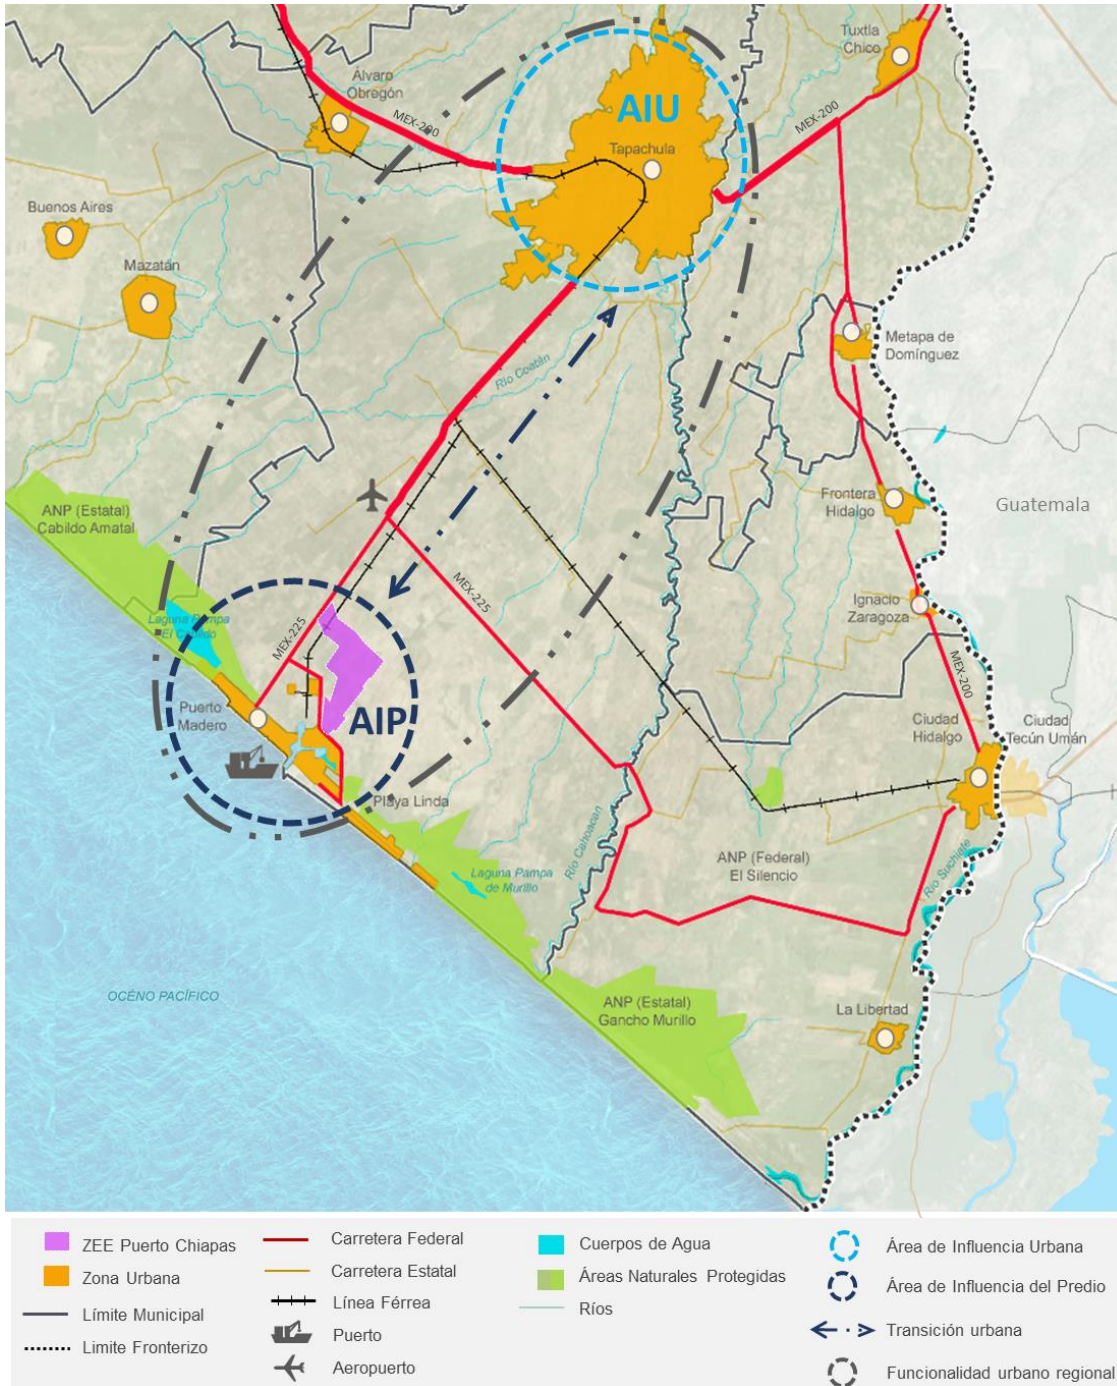 Tuxtla
Chico
Álvaro
Obregón
MEX-200
AIU
MEX-200
Tapachula
Buenos Aires
Mazatán
Metapa de
Domínguez
Río Coatán
ANP (Estatal)
Cabildo Amatal
Frontera
Hidalgo
Guatemala
MEX-225
Ignacio
Zaragoza
Laguna Pampa
El Cabildo
MEX-225
MEX-200
Puerto
Madero
AIP
Ciudad
Hidalgo
Ciudad
Tecún Umán
Playa Linda
Río Cahoacan
ANP (Federal)
El Silencio
Río Suchiate
Laguna Pampa
de Murillo
OCÉNO PACÍFICO
ANP (Estatal)
Gancho Murillo
La Libertad
ZEE Puerto Chiapas
Zona Urbana
Límite Municipal
Limite Fronterizo
Carretera Federal
Carretera Estatal
Línea Férrea
Puerto
Aeropuerto
Cuerpos de Agua
Áreas Naturales Protegidas
Ríos
Área de Influencia Urbana
Área de Influencia del Predio
Transición urbana
Funcionalidad urbano regional